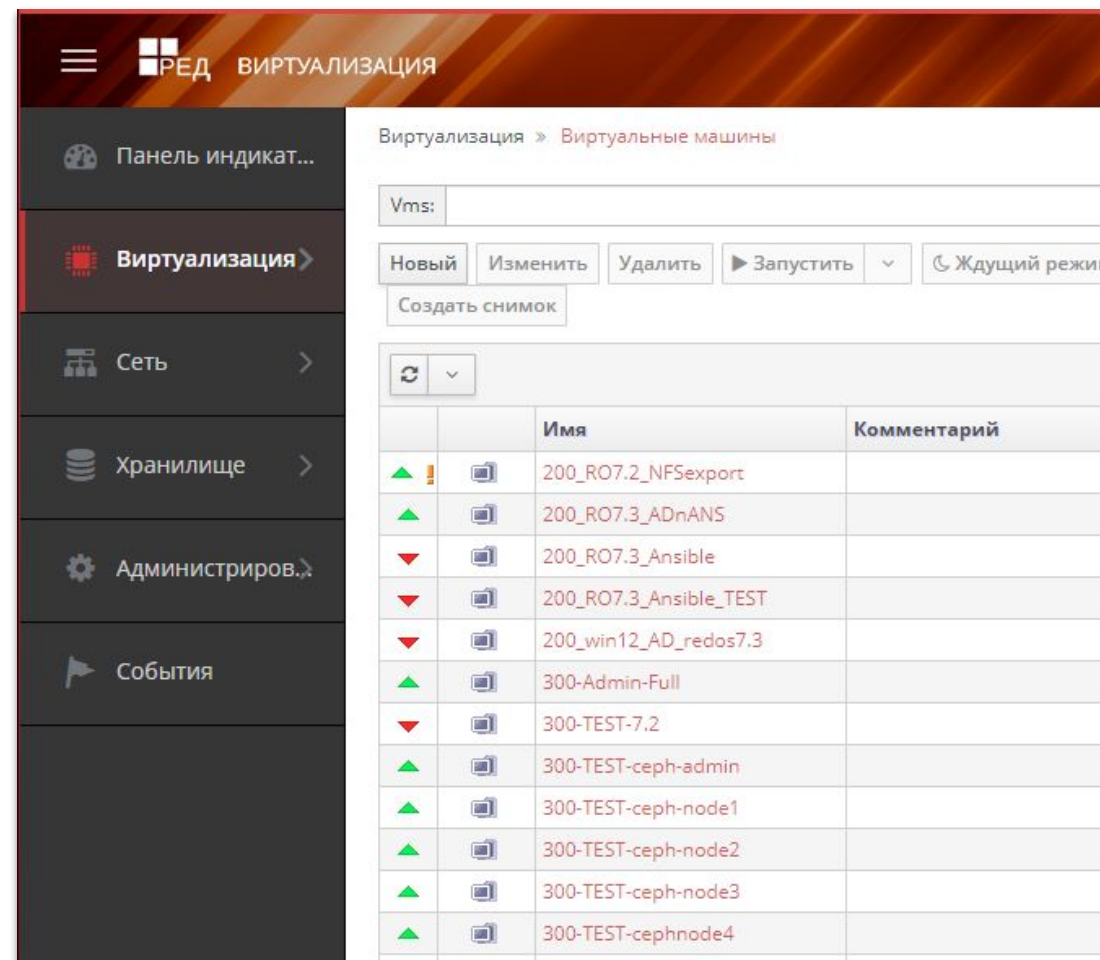 РЕД ВИРТУАЛИЗАЦИЯ
Панель индикат...
Виртуализация
Сеть
Хранилище
Администриров...
События
Виртуализация » Виртуальные машины
Vms:
Новый Изменить Удалить Запустить Ждущий режи
Создать снимок
Имя Комментарий
200_RO7.2_NFSexport
200_RO7.3_ADnANS
200_RO7.3_Ansible
200_RO7.3_Ansible_TEST
200_win12_AD_redos7.3
300-Admin-Full
300-TEST-7.2
300-TEST-ceph-admin
300-TEST-ceph-node1
300-TEST-ceph-node2
300-TEST-ceph-node3
300-TEST-cephnode4